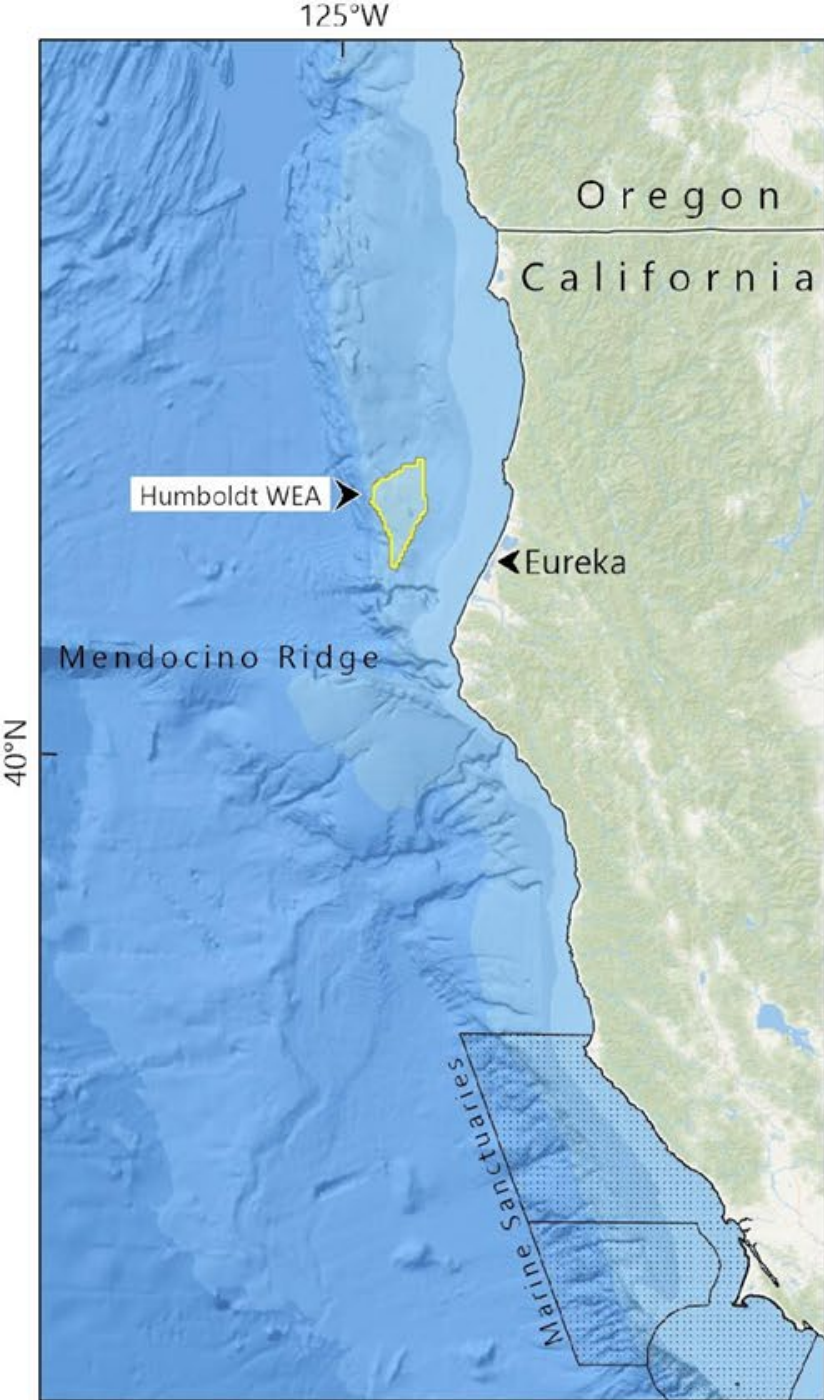 125°W
Oregon
California
Humboldt WEA
Eureka
Mendocino Ridge
40°N
Marine Sanctuaries